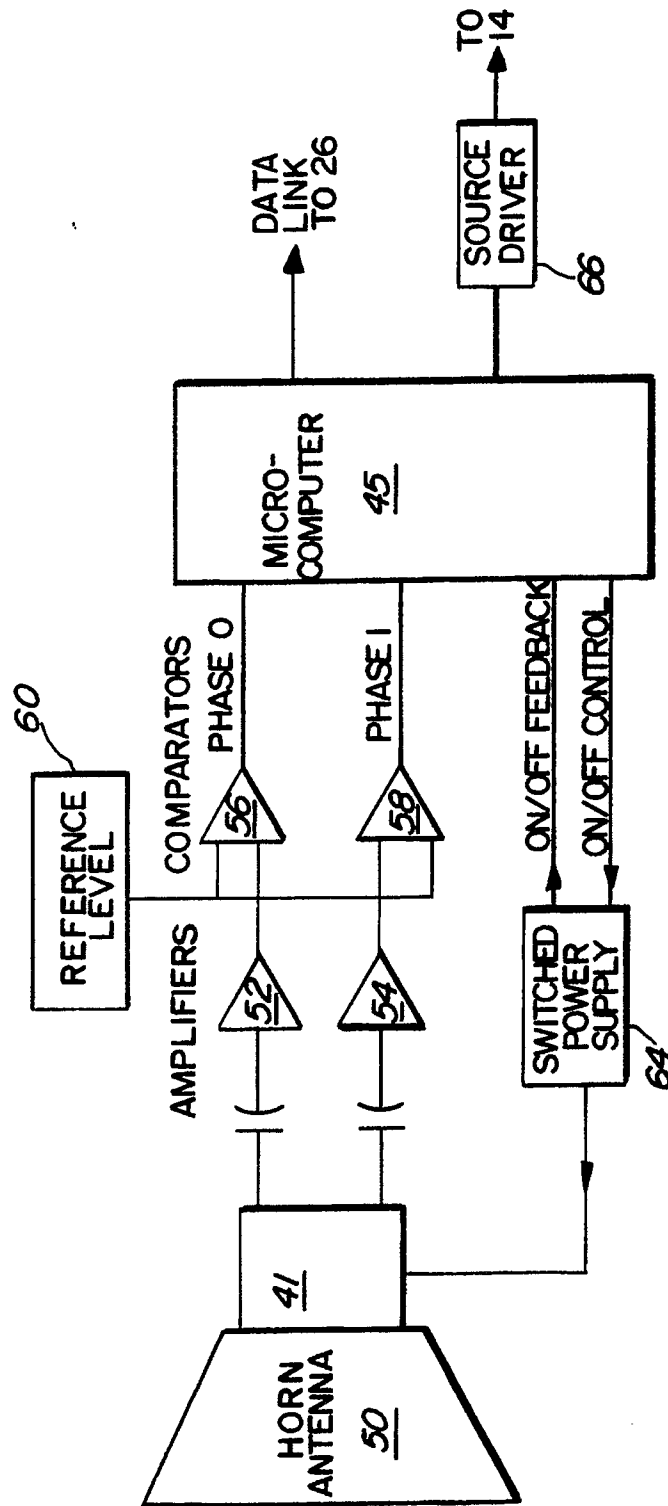 HORN
ANTENNA
50
41
AMPLIFIERS
52
54
REFERENCE
LEVEL
60
COMPARATORS
56
58
PHASE 0
PHASE 1
MICRO-
COMPUTER
45
DATA
LINK
TO 26
SOURCE
DRIVER
66
TO
14
ON/OFF FEEDBACK
ON/OFF CONTROL
SWITCHED
POWER
SUPPLY
64